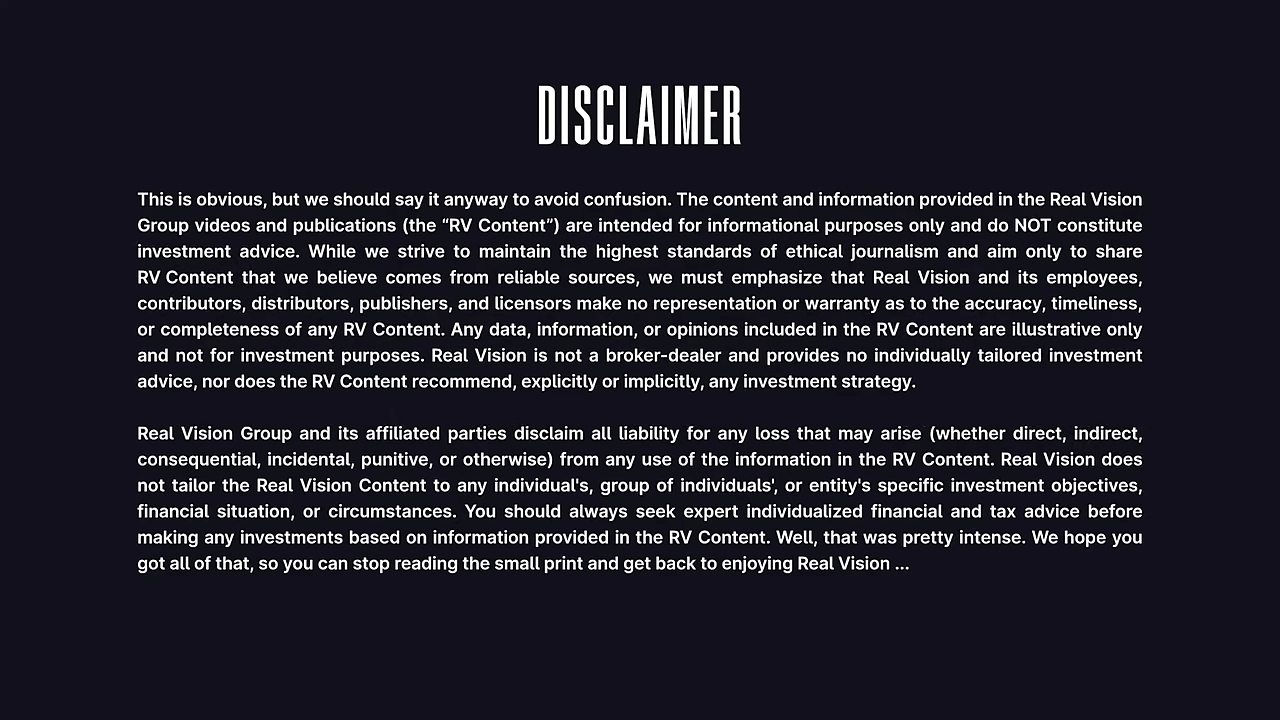 DISCLAIMER
This is obvious, but we should say it anyway to avoid confusion. The content and information provided in the Real Vision
Group videos and publications (the “RV Content”) are intended for informational purposes only and do NOT constitute
investment advice. While we strive to maintain the highest standards of ethical journalism and aim only to share
RV Content that we believe comes from reliable sources, we must emphasize that Real Vision and its employees,
contributors, distributors, publishers, and licensors make no representation or warranty as to the accuracy, timeliness,
or completeness of any RV Content. Any data, information, or opinions included in the RV Content are illustrative only
and not for investment purposes. Real Vision is not a broker-dealer and provides no individually tailored investment
advice, nor does the RV Content recommend, explicitly or implicitly, any investment strategy.
Real Vision Group and its affiliated parties disclaim all liability for any loss that may arise (whether direct, indirect,
consequential, incidental, punitive, or otherwise) from any use of the information in the RV Content. Real Vision does
not tailor the Real Vision Content to any individual's, group of individuals', or entity's specific investment objectives,
financial situation, or circumstances. You should always seek expert individualized financial and tax advice before
making any investments based on information provided in the RV Content. Well, that was pretty intense. We hope you
got all of that, so you can stop reading the small print and get back to enjoying Real Vision ...